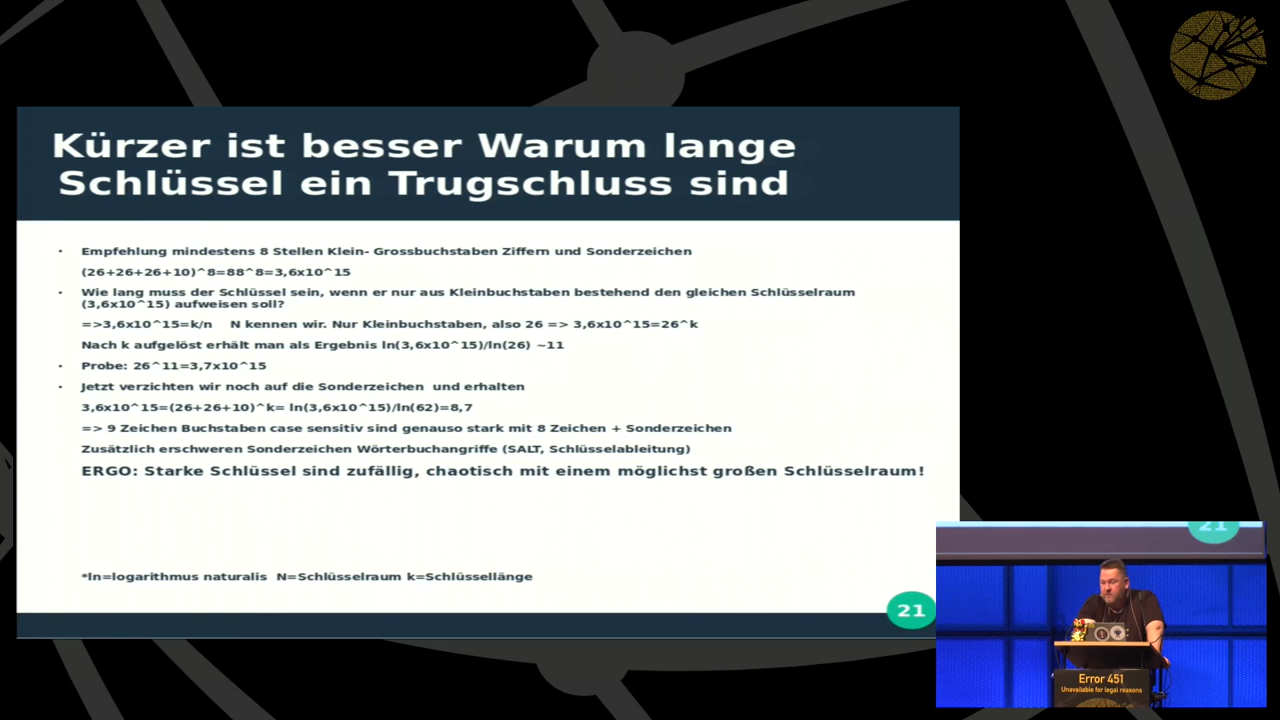 Kürzer ist besser Warum lange
Schlüssel ein Trugschluss sind
• Empfehlung mindestens 8 Stellen Klein- Grossbuchstaben Ziffern und Sonderzeichen
(26+26+26+10)^8=88^8=3,6x10^15
• Wie lang muss der Schlüssel sein, wenn er nur aus Kleinbuchstaben bestehend den gleichen Schlüsselraum
(3,6x10^15) aufweisen soll?
=>3,6x10^15=k/n N kennen wir. Nur Kleinbuchstaben, also 26 => 3,6x10^15=26^k
Nach k aufgelöst erhält man als Ergebnis ln(3,6x10^15)/ln(26) ~11
• Probe: 26^11=3,7x10^15
• Jetzt verzichten wir noch auf die Sonderzeichen und erhalten
3,6x10^15=(26+26+10)^k= ln(3,6x10^15)/ln(62)=8,7
=> 9 Zeichen Buchstaben case sensitiv sind genauso stark mit 8 Zeichen + Sonderzeichen
Zusätzlich erschweren Sonderzeichen Wörterbuchangriffe (SALT, Schlüsselableitung)
ERGO: Starke Schlüssel sind zufällig, chaotisch mit einem möglichst großen Schlüsselraum!
*ln=logarithmus naturalis N=Schlüsselraum k=Schlüssellänge
21
21
Error 451
Unavailable for legal reasons